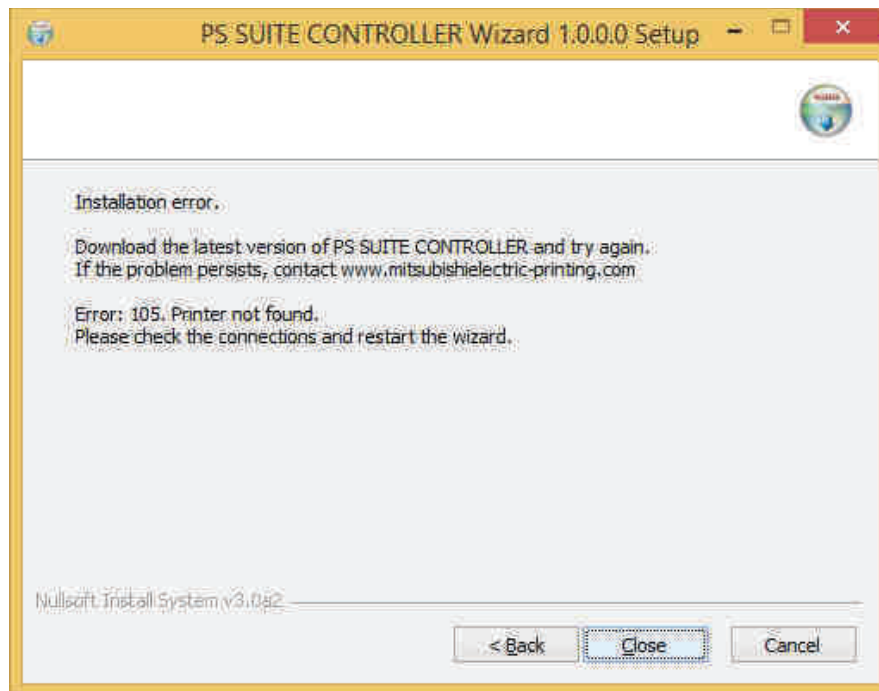 PS SUITE CONTROLLER Wizard 1.0.0.0 Setup
Installation error.
Download the latest version of PS SUITE CONTROLLER and try again.
If the problem persists, contact www.mitsubishielectric-printing.com
Error: 105. Printer not found.
Please check the connections and restart the wizard.
Nullsoft Install System v3.0a2
< Back
Close
Cancel